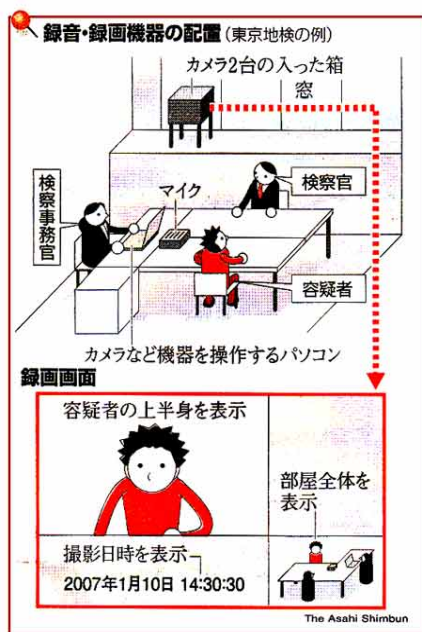 録音・録画機器の配置(東京地検の例)
カメラ2台の入った箱
窓
検察官
マイク
検察事務官
容疑者
カメラなど機器を操作するパソコン
録画画面
容疑者の上半身を表示
部屋全体を
表示
撮影日時を表示
2007年1月10日 14:30:30
The Asahi Shimbun